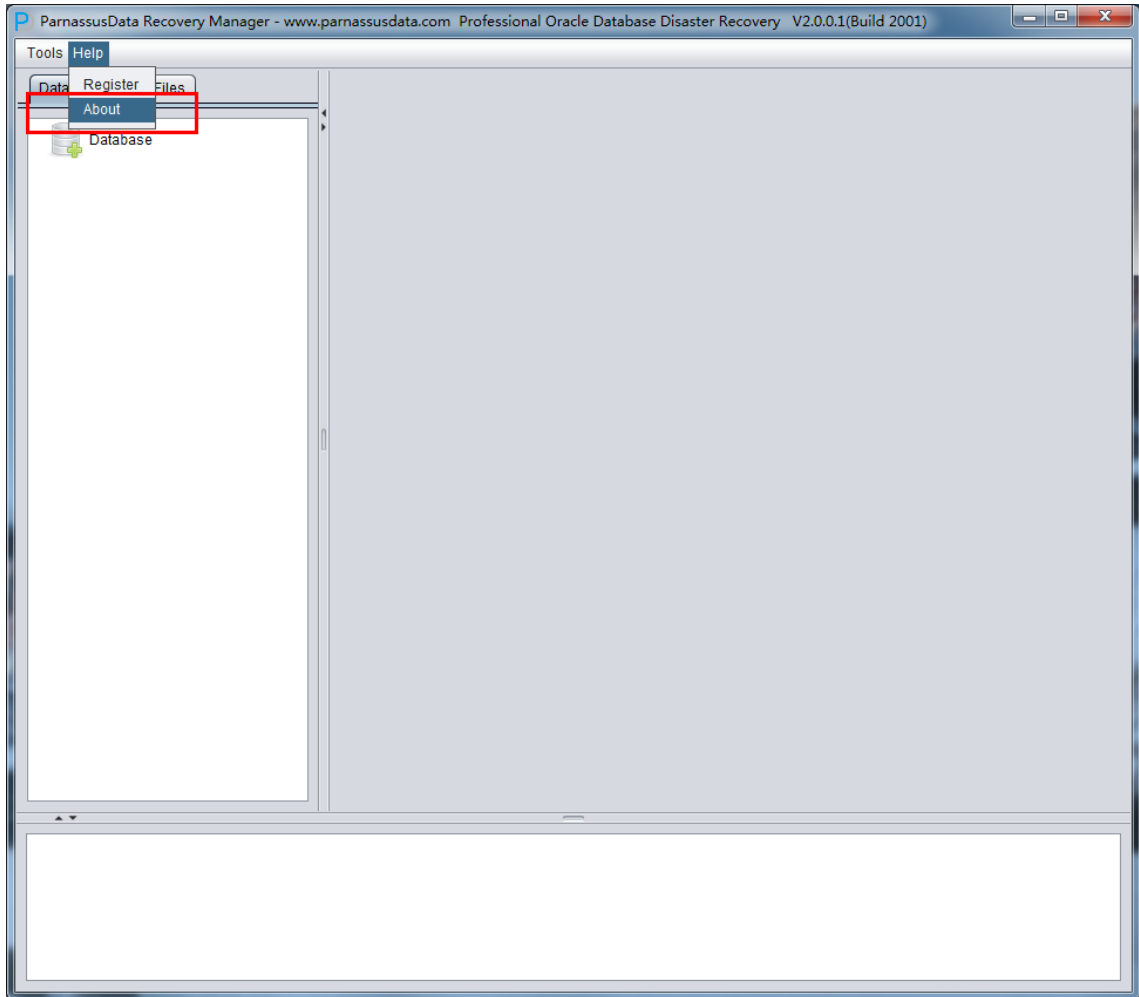 P ParnassusData Recovery Manager - www.parnassusdata.com Professional Oracle Database Disaster Recovery V2.0.0.1(Build 2001)
Tools Help
Register
Data Files
About
Database